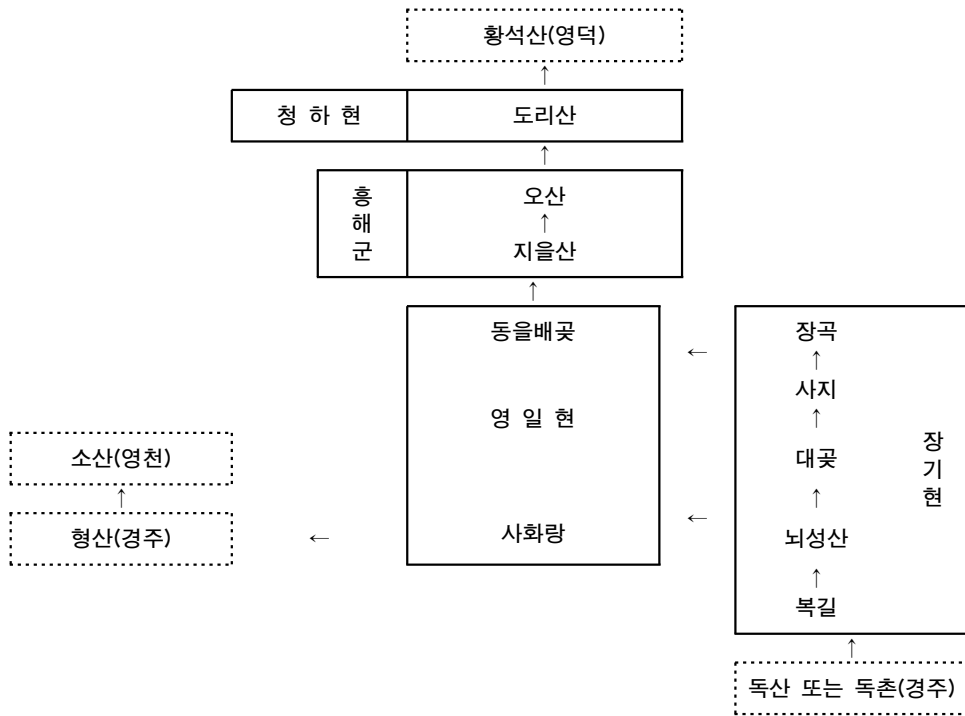 황석산(영덕)
↑
청 하 현
도리산
↑
흥
해
군
오산
↑
지을산
↑
동을배곶
영 일 현
사화랑
←
←
장곡
↑
사지
↑
대곶
↑
뇌성산
↑
복길
장
기
현
↑
독산 또는 독촌(경주)
소산(영천)
↑
형산(경주)
←